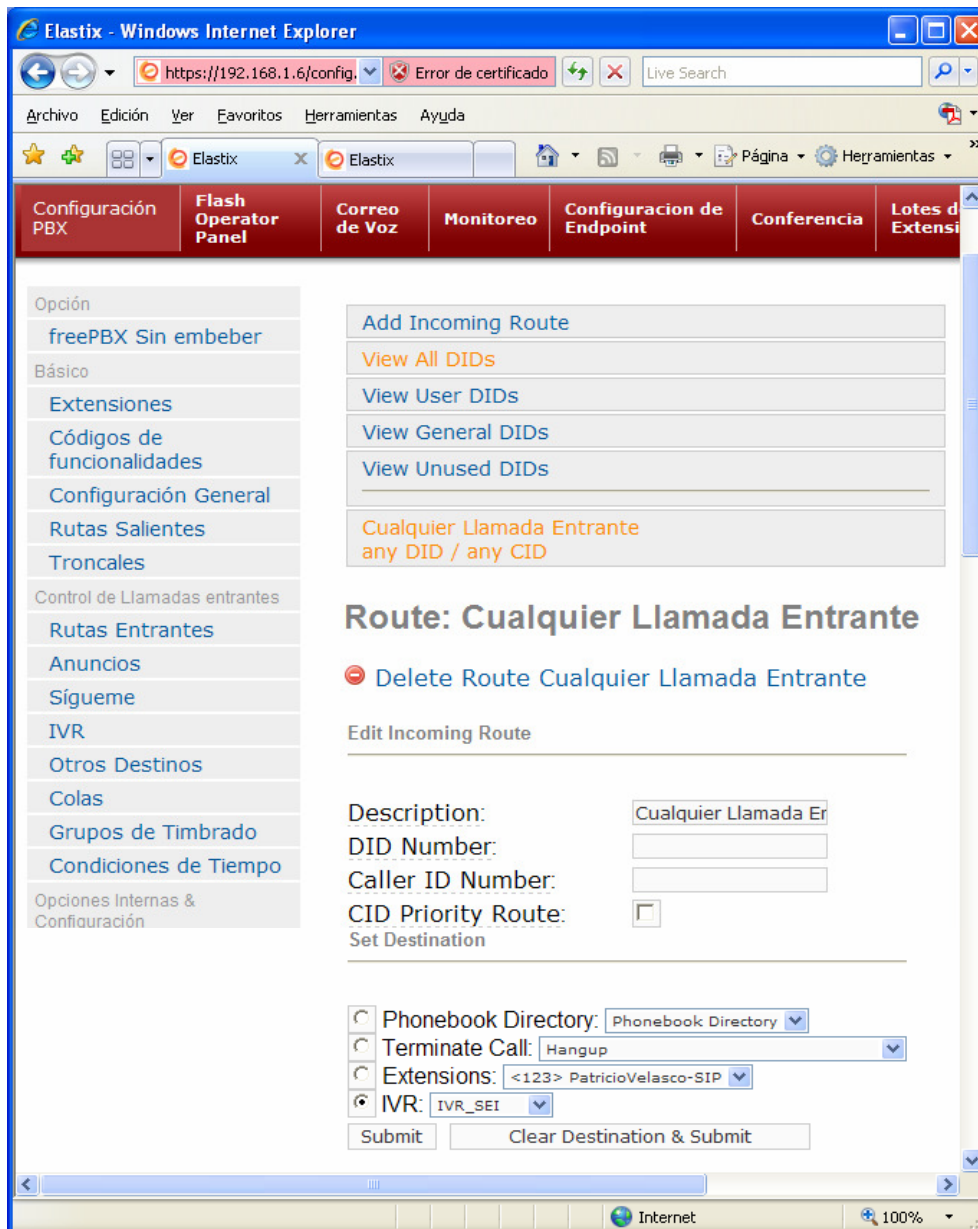 Elastix - Windows Internet Explorer
https://192.168.1.6/config. Error de certificado Live Search
Archivo Edición Ver Favoritos Herramientas Ayuda
Elastix Elastix Página Herramientas
Configuración PBX
Flash Operator Panel
Correo de Voz
Monitoreo
Configuracion de Endpoint
Conferencia
Lotes d
Extensi
Opción
freePBX Sin embeber
Básico
Extensiones
Códigos de
funcionalidades
Configuración General
Rutas Salientes
Troncales
Control de Llamadas entrantes
Rutas Entrantes
Anuncios
Sígueme
IVR
Otros Destinos
Colas
Grupos de Timbrado
Condiciones de Tiempo
Opciones Internas &
Configuración
Add Incoming Route
View All DIDs
View User DIDs
View General DIDs
View Unused DIDs
Cualquier Llamada Entrante
any DID / any CID
Route: Cualquier Llamada Entrante
Delete Route Cualquier Llamada Entrante
Edit Incoming Route
Description: Cualquier Llamada Er
DID Number:
Caller ID Number:
CID Priority Route:
Set Destination
Phonebook Directory: Phonebook Directory
Terminate Call: Hangup
Extensions: <123> PatricioVelasco-SIP
IVR: IVR_SEI
Submit Clear Destination & Submit
Internet 100%